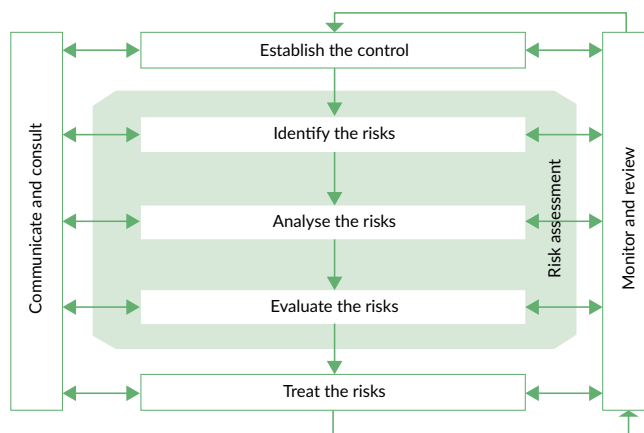 Establish the control
Identify the risks
Analyse the risks
Evaluate the risks
Treat the risks
Communicate and consult
Risk assessment
Monitor and review